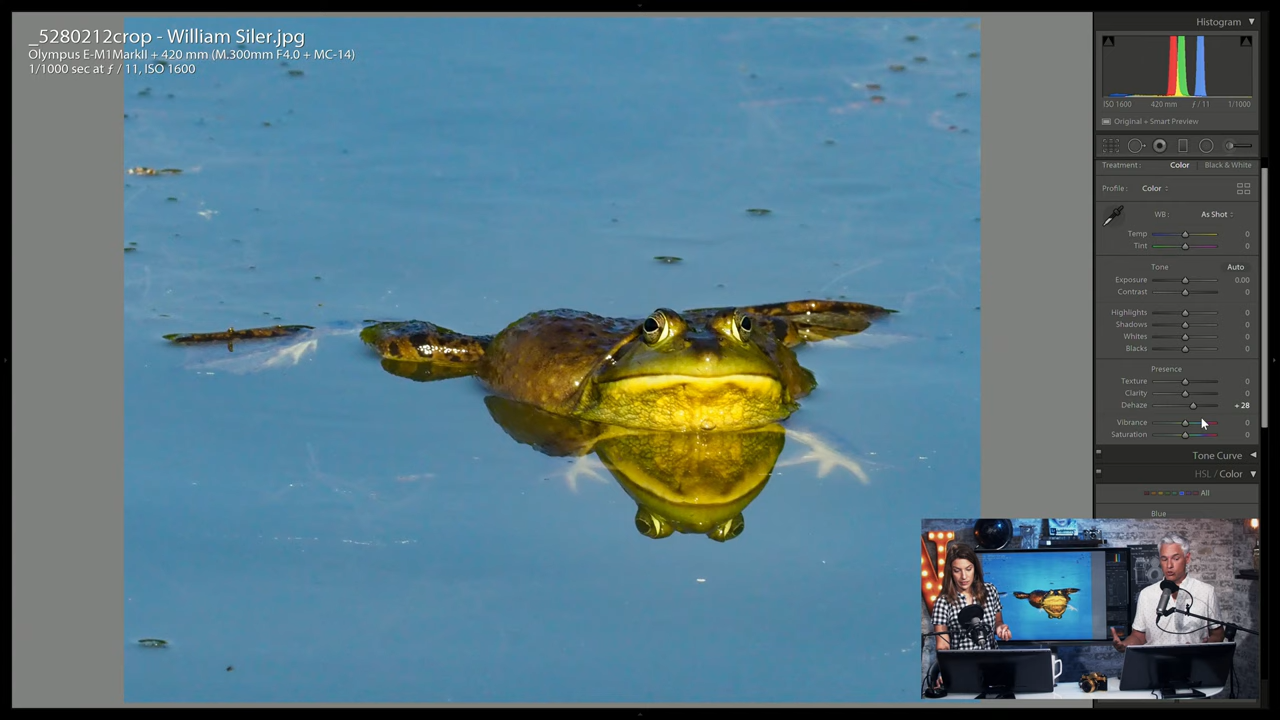 _5280212crop - William Siler.jpg
Olympus E-M1MarkII + 420 mm (M.300mm F4.0 + MC-14)
1/1000 sec at ƒ / 11, ISO 1600
Histogram
ISO 1600 420 mm ƒ / 11 1/1000
Original + Smart Preview
Treatment : Color Black & White
Profile : Color
WB : As Shot
Temp 0
Tint 0
Tone Auto
Exposure 0.00
Contrast 0
Highlights 0
Shadows 0
Whites 0
Blacks 0
Presence
Texture 0
Clarity 0
Dehaze + 28
Vibrance 0
Saturation 0
Tone Curve
HSL / Color
All
Blue